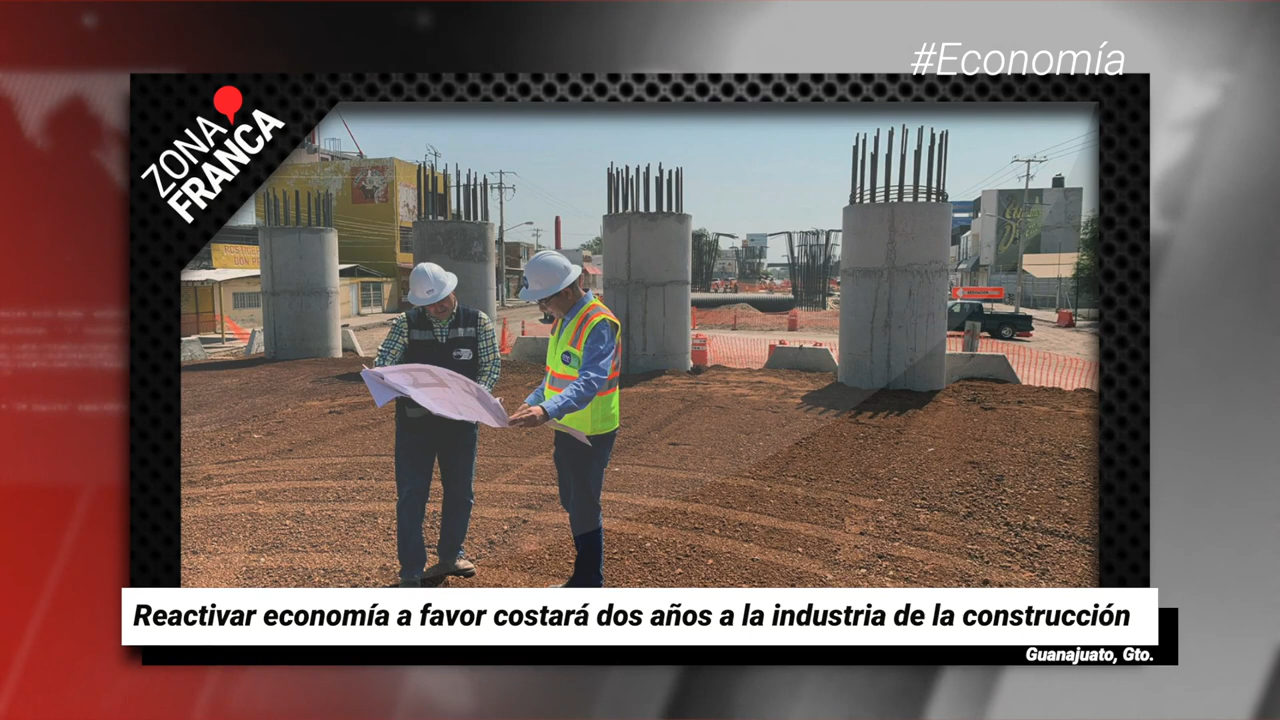 #Economía
ZONA
FRANCA
Reactivar economía a favor costará dos años a la industria de la construcción
Guanajuato, Gto.